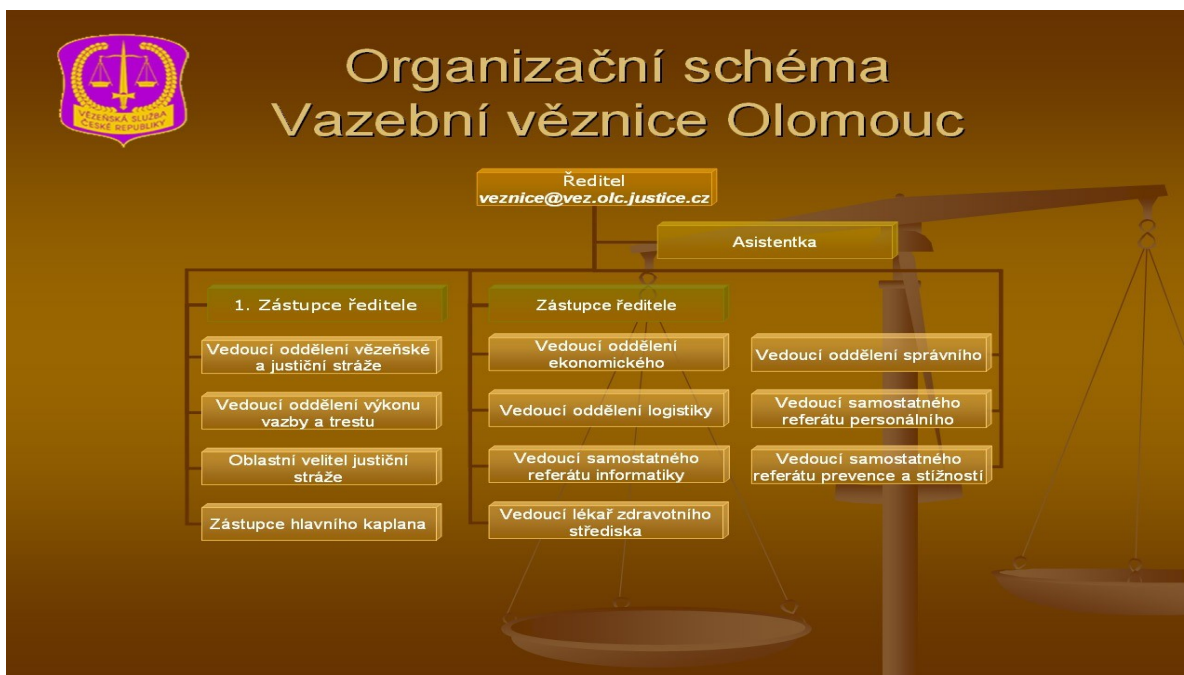 VĚZEŇSKÁ SLUŽBA
ČESKÉ REPUBLIKY
Organizační schéma
Vazební věznice Olomouc
Ředitel
veznice@vez.olc.justice.cz
Asistentka
1. Zástupce ředitele
Vedoucí oddělení vězeňské
a justiční stráže
Vedoucí oddělení výkonu
vazby a trestu
Oblastní velitel justiční
stráže
Zástupce hlavního kaplana
Zástupce ředitele
Vedoucí oddělení
ekonomického
Vedoucí oddělení logistiky
Vedoucí samostatného
referátu informatiky
Vedoucí lékař zdravotního
střediska
Vedoucí oddělení správního
Vedoucí samostatného
referátu personálního
Vedoucí samostatného
referátu prevence a stížností